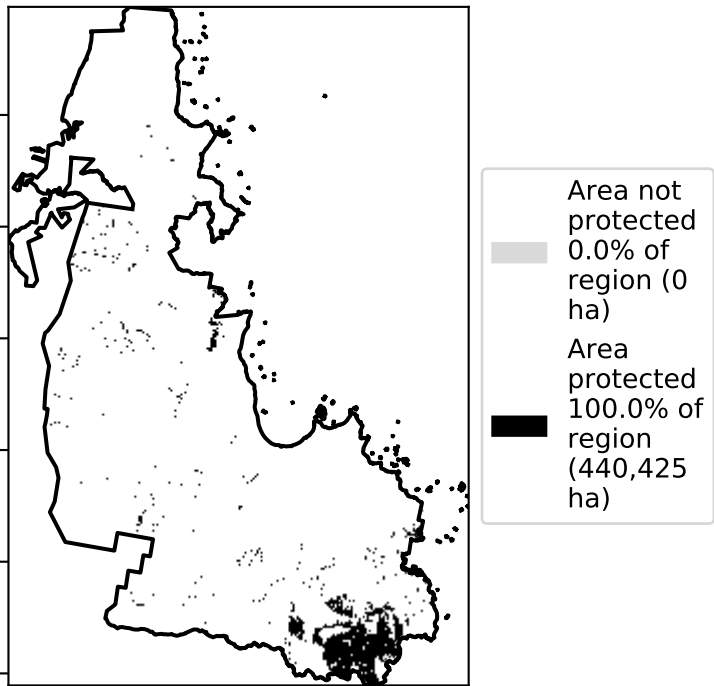 Area not
protected
0.0% of
region (0
ha)
Area
protected
100.0% of
region
(440,425
ha)